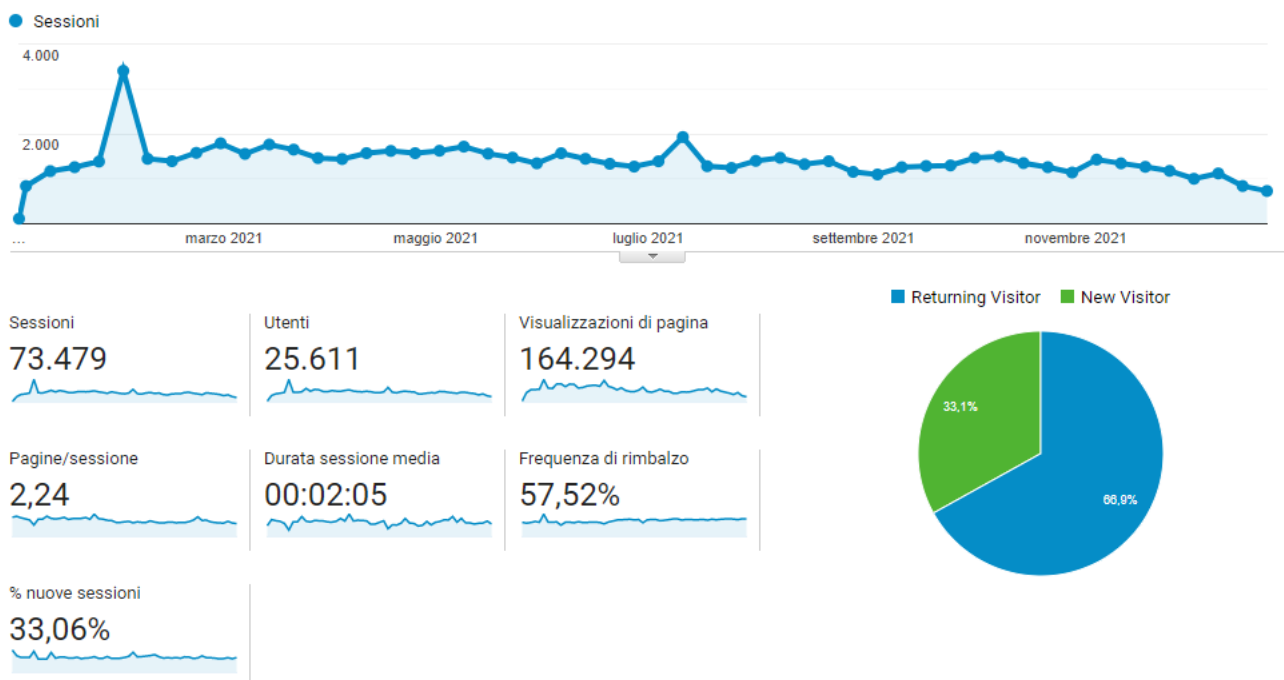 Sessioni
4.000
2.000
...
marzo 2021
maggio 2021
luglio 2021
settembre 2021
novembre 2021
Returning Visitor
New Visitor
Sessioni
73.479
Utenti
25.611
Visualizzazioni di pagina
164.294
Pagine/sessione
2,24
Durata sessione media
00:02:05
Frequenza di rimbalzo
57,52%
33,1%
66,9%
% nuove sessioni
33,06%